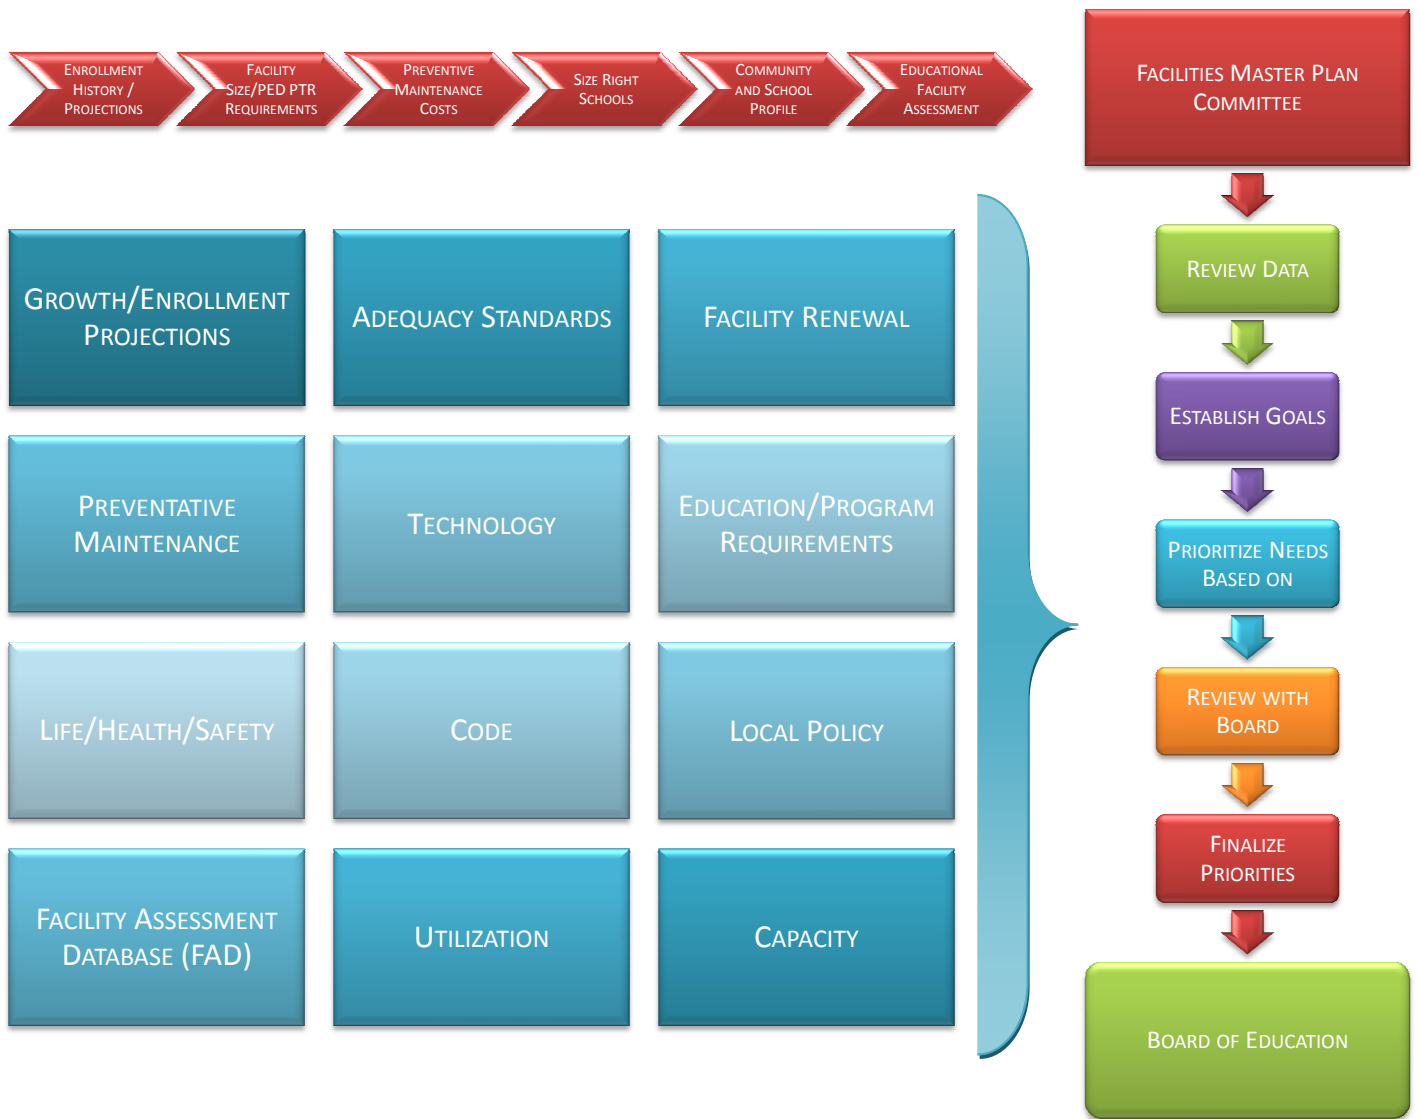 Enrollment
History /
Projections
Facility
Size/PED PTR
Requirements
Preventive
Maintenance
Costs
Size Right
Schools
Community
and School
Profile
Educational
Facility
Assessment
Facilities Master Plan
Committee
Growth/Enrollment
Projections
Adequacy Standards
Facility Renewal
Preventative
Maintenance
Technology
Education/Program
Requirements
Life/Health/Safety
Code
Local Policy
Facility Assessment
Database (FAD)
Utilization
Capacity
Review Data
Establish Goals
Prioritize Needs
Based on
Review with
Board
Finalize
Priorities
Board of Education